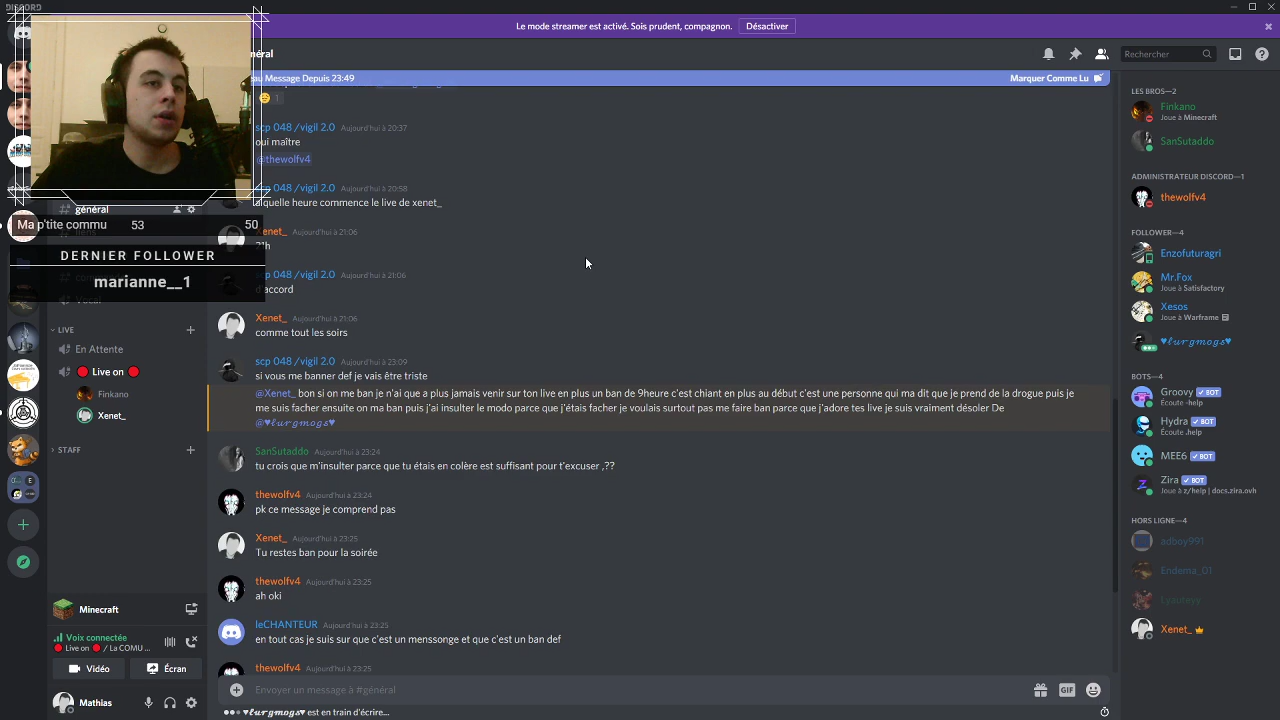 DISCORD
Le mode streamer est activé. Sois prudent, compagnon.
Désactiver
Rechercher
Message Depuis 23:49
Marquer Comme Lu
1
scp 048 /vigil 2.0 Aujourd'hui à 20:37
oui maître
@thewolfv4
scp 048 /vigil 2.0 Aujourd'hui à 20:58
quelle heure commence le live de xenet_
Xenet_ Aujourd'hui à 21:06
21h
scp 048 /vigil 2.0 Aujourd'hui à 21:06
d'accord
Xenet_ Aujourd'hui à 21:06
comme tout les soirs
scp 048 /vigil 2.0 Aujourd'hui à 23:09
si vous me banner def je vais être triste
@Xenet_ bon si on me ban je n'ai que a plus jamais venir sur ton live en plus un ban de 9heure c'est chiant en plus au début c'est une personne qui ma dit que je prend de la drogue puis je
me suis facher ensuite on ma ban puis j'ai insulter le modo parce que j'étais facher je voulais surtout pas me faire ban parce que j'adore tes live je suis vraiment désoler De
@♥𝓵𝓾𝓻𝓰𝓶𝓸𝓰𝓼♥
SanSutaddo Aujourd'hui à 23:24
tu crois que m'insulter parce que tu étais en colère est suffisant pour t'excuser ,??
thewolfv4 Aujourd'hui à 23:24
pk ce message je comprend pas
Xenet_ Aujourd'hui à 23:25
Tu restes ban pour la soirée
thewolfv4 Aujourd'hui à 23:25
ah oki
leCHANTEUR Aujourd'hui à 23:25
en tout cas je suis sur que c'est un menssonge et que c'est un ban def
thewolfv4 Aujourd'hui à 23:25
Envoyer un message à #général
♥𝓵𝓾𝓻𝓰𝓶𝓸𝓰𝓼♥ est en train d'écrire...
général
Ma p'tite commu 53 50
DERNIER FOLLOWER
marianne__1
Vocal
LIVE
En Attente
Live on
Finkano
Xenet_
STAFF
Minecraft
Voix connectée
Live on / La COMU ...
Vidéo
Écran
Mathias
LES BROS—2
Finkano
Joue à Minecraft
SanSutaddo
ADMINISTRATEUR DISCORD—1
thewolfv4
FOLLOWER—4
Enzofuturagri
Mr.Fox
Joue à Satisfactory
Xesos
Joue à Warframe
♥𝓵𝓾𝓻𝓰𝓶𝓸𝓰𝓼♥
BOTS—4
Groovy BOT
Écoute -help
Hydra BOT
Écoute .help
MEE6 BOT
Zira BOT
Joue à z/help | docs.zira.ovh
HORS LIGNE—4
adboy991
Endema_01
Xenet_